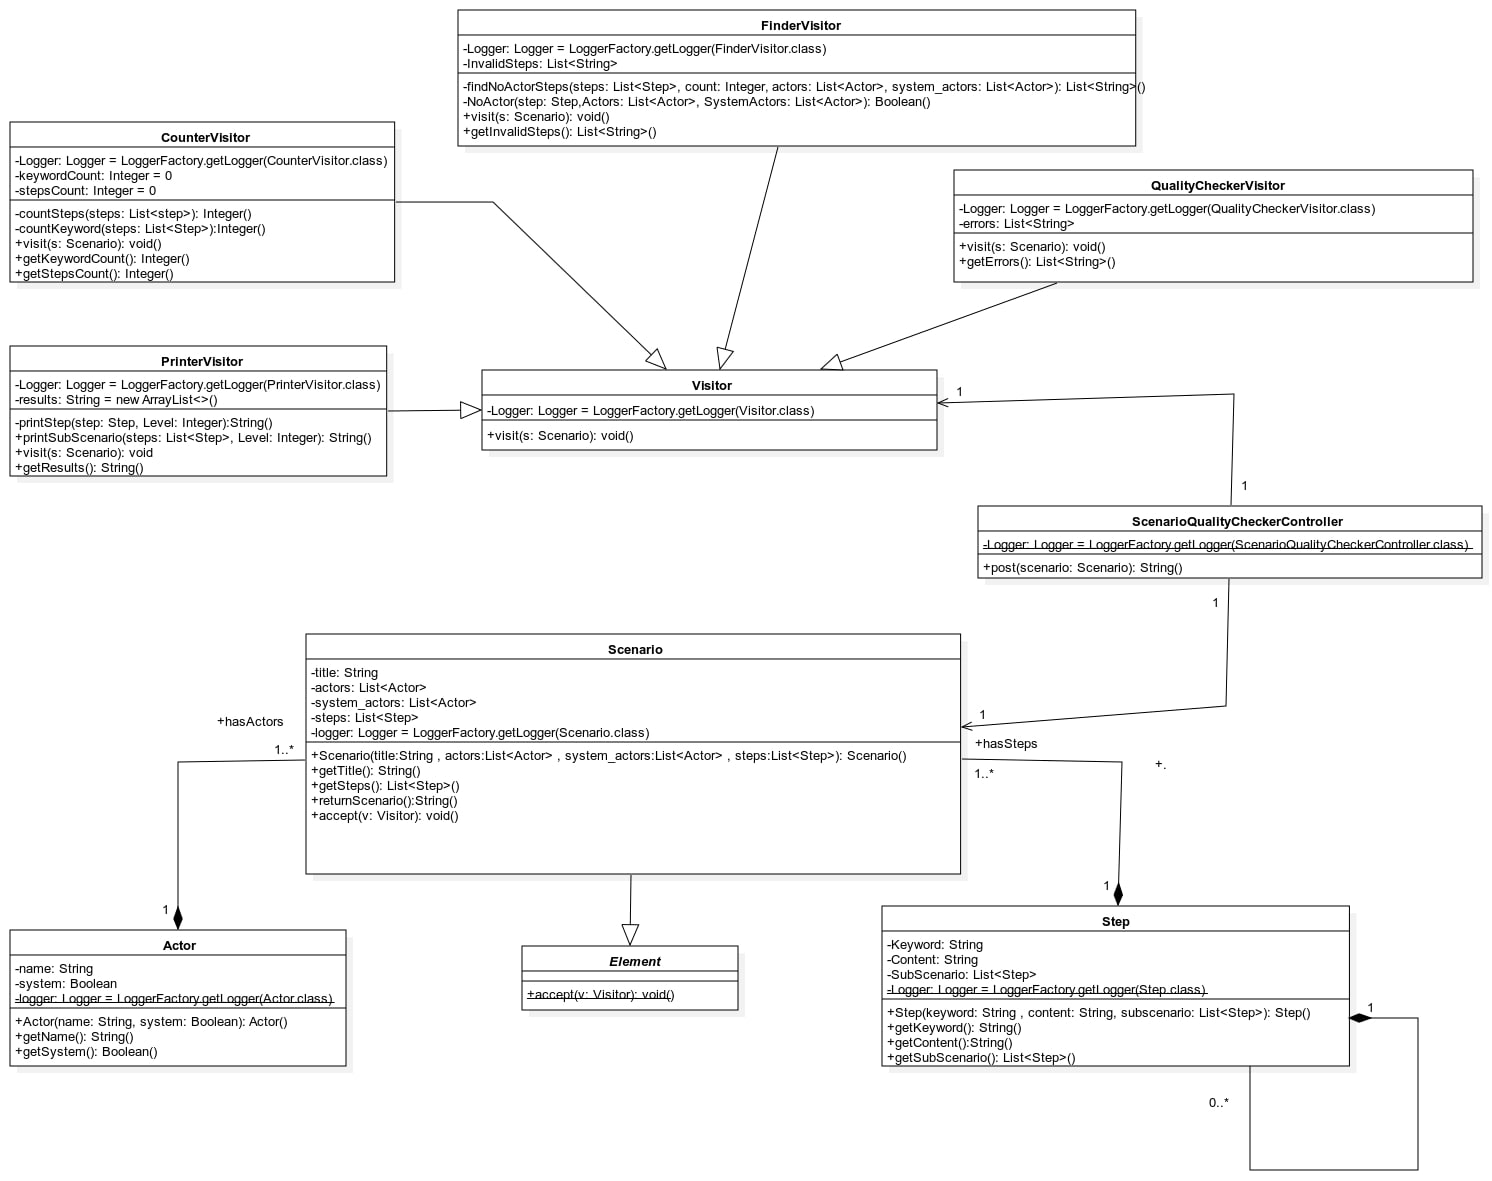 FinderVisitor
-Logger: Logger = LoggerFactory.getLogger(FinderVisitor.class)
-InvalidSteps: List<String>
-findNoActorSteps(steps: List<Step>, count: Integer, actors: List<Actor>, system_actors: List<Actor>): List<String>()
-NoActor(step: Step,Actors: List<Actor>, SystemActors: List<Actor>): Boolean()
+visit(s: Scenario): void()
+getInvalidSteps(): List<String>()
CounterVisitor
-Logger: Logger = LoggerFactory.getLogger(CounterVisitor.class)
-keywordCount: Integer = 0
-stepsCount: Integer = 0
-countSteps(steps: List<step>): Integer()
-countKeyword(steps: List<Step>):Integer()
+visit(s: Scenario): void()
+getKeywordCount(): Integer()
+getStepsCount(): Integer()
QualityCheckerVisitor
-Logger: Logger = LoggerFactory.getLogger(QualityCheckerVisitor.class)
-errors: List<String>
+visit(s: Scenario): void()
+getErrors(): List<String>()
PrinterVisitor
-Logger: Logger = LoggerFactory.getLogger(PrinterVisitor.class)
-results: String = new ArrayList<>()
-printStep(step: Step, Level: Integer):String()
+printSubScenario(steps: List<Step>, Level: Integer): String()
+visit(s: Scenario): void
+getResults(): String()
Visitor
-Logger: Logger = LoggerFactory.getLogger(Visitor.class)
+visit(s: Scenario): void()
1
1
ScenarioQualityCheckerController
-Logger: Logger = LoggerFactory.getLogger(ScenarioQualityCheckerController.class)
+post(scenario: Scenario): String()
1
1
Scenario
-title: String
-actors: List<Actor>
-system_actors: List<Actor>
-steps: List<Step>
-logger: Logger = LoggerFactory.getLogger(Scenario.class)
+Scenario(title:String , actors:List<Actor> , system_actors:List<Actor> , steps:List<Step>): Scenario()
+getTitle(): String()
+getSteps(): List<Step>()
+returnScenario():String()
+accept(v: Visitor): void()
+hasActors
1..*
1
+hasSteps
1..*
+.
1
Actor
-name: String
-system: Boolean
-logger: Logger = LoggerFactory.getLogger(Actor.class)
+Actor(name: String, system: Boolean): Actor()
+getName(): String()
+getSystem(): Boolean()
Element
+accept(v: Visitor): void()
Step
-Keyword: String
-Content: String
-SubScenario: List<Step>
-Logger: Logger = LoggerFactory.getLogger(Step.class)
+Step(keyword: String , content: String, subscenario: List<Step>): Step()
+getKeyword(): String()
+getContent():String()
+getSubScenario(): List<Step>()
1
0..*